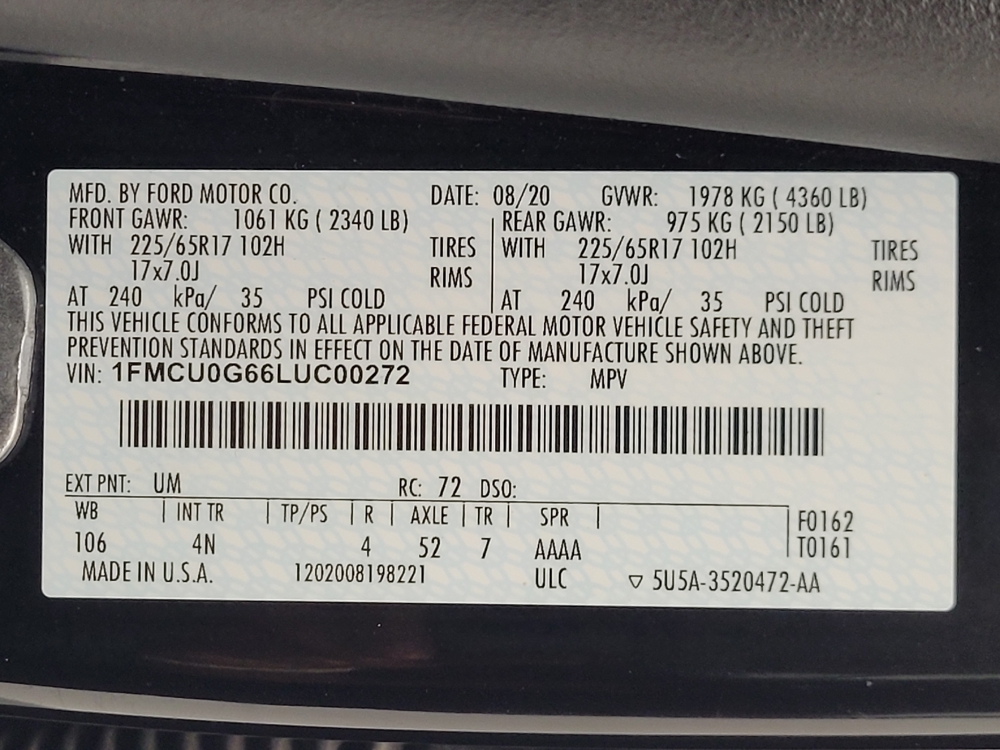 MFD. BY FORD MOTOR CO. DATE: 08/20 GVWR: 1978 KG ( 4360 LB)
FRONT GAWR: 1061 KG ( 2340 LB) REAR GAWR: 975 KG ( 2150 LB)
WITH 225/65R17 102H TIRES WITH 225/65R17 102H TIRES
17x7.0J RIMS 17x7.0J RIMS
AT 240 kPa/ 35 PSI COLD AT 240 kPa/ 35 PSI COLD
THIS VEHICLE CONFORMS TO ALL APPLICABLE FEDERAL MOTOR VEHICLE SAFETY AND THEFT
PREVENTION STANDARDS IN EFFECT ON THE DATE OF MANUFACTURE SHOWN ABOVE.
VIN: 1FMCU0G66LUC00272 TYPE: MPV
EXT PNT: UM RC: 72 DSO:
WB | INT TR | TP/PS | R | AXLE | TR | SPR | F0162
106 4N 4 52 7 AAAA T0161
MADE IN U.S.A. 1202008198221 ULC ▽ 5U5A-3520472-AA